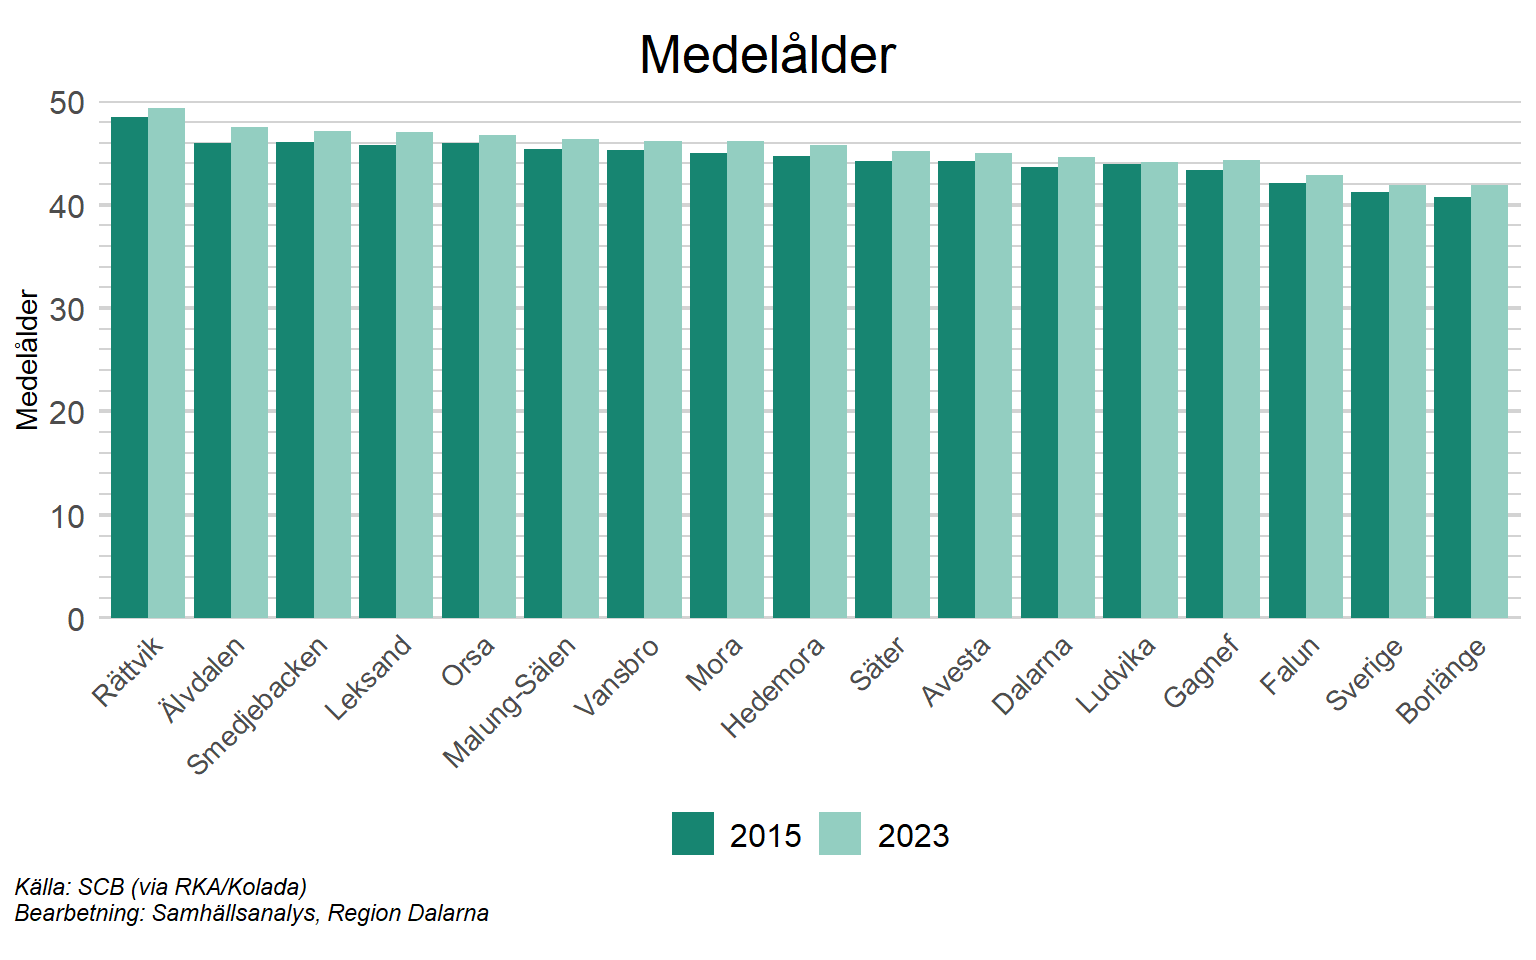 Medelålder
Medelålder
50
40
30
20
10
0
Rättvik
Älvdalen
Smedjebacken
Leksand
Orsa
Malung-Sälen
Vansbro
Mora
Hedemora
Säter
Avesta
Dalarna
Ludvika
Gagnef
Falun
Sverige
Borlänge
2015
2023
Källa: SCB (via RKA/Kolada)
Bearbetning: Samhällsanalys, Region Dalarna